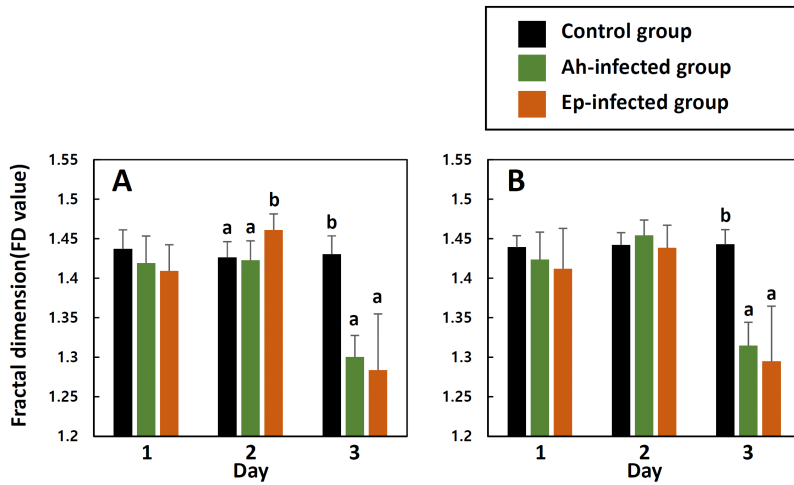 Control group
Ah-infected group
Ep-infected group
Fractal dimension(FD value)
A
1.55
1.5
1.45
1.4
1.35
1.3
1.25
1.2
a a b
b
a a
1 2 3
Day
B
1.55
1.5
1.45
1.4
1.35
1.3
1.25
1.2
b
a a
1 2 3
Day